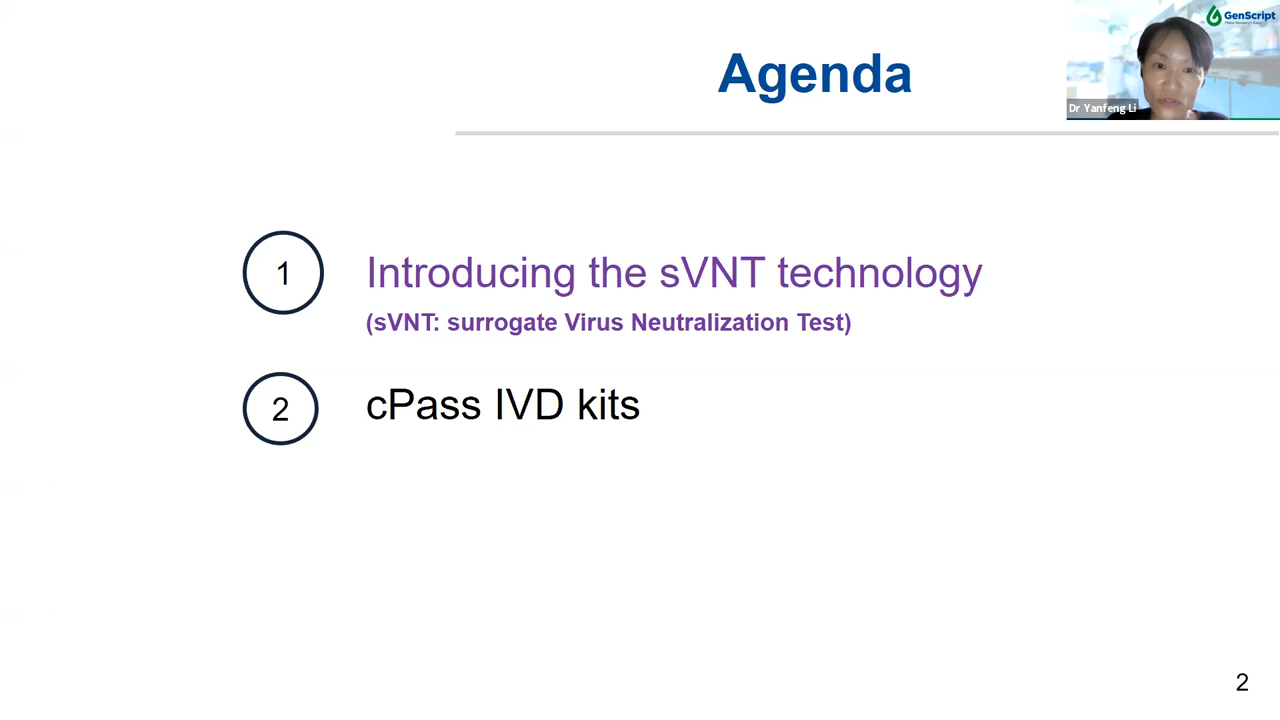 GenScript
Agenda
Dr Yanfeng Li
1
Introducing the sVNT technology
(sVNT: surrogate Virus Neutralization Test)
2
cPass IVD kits
2